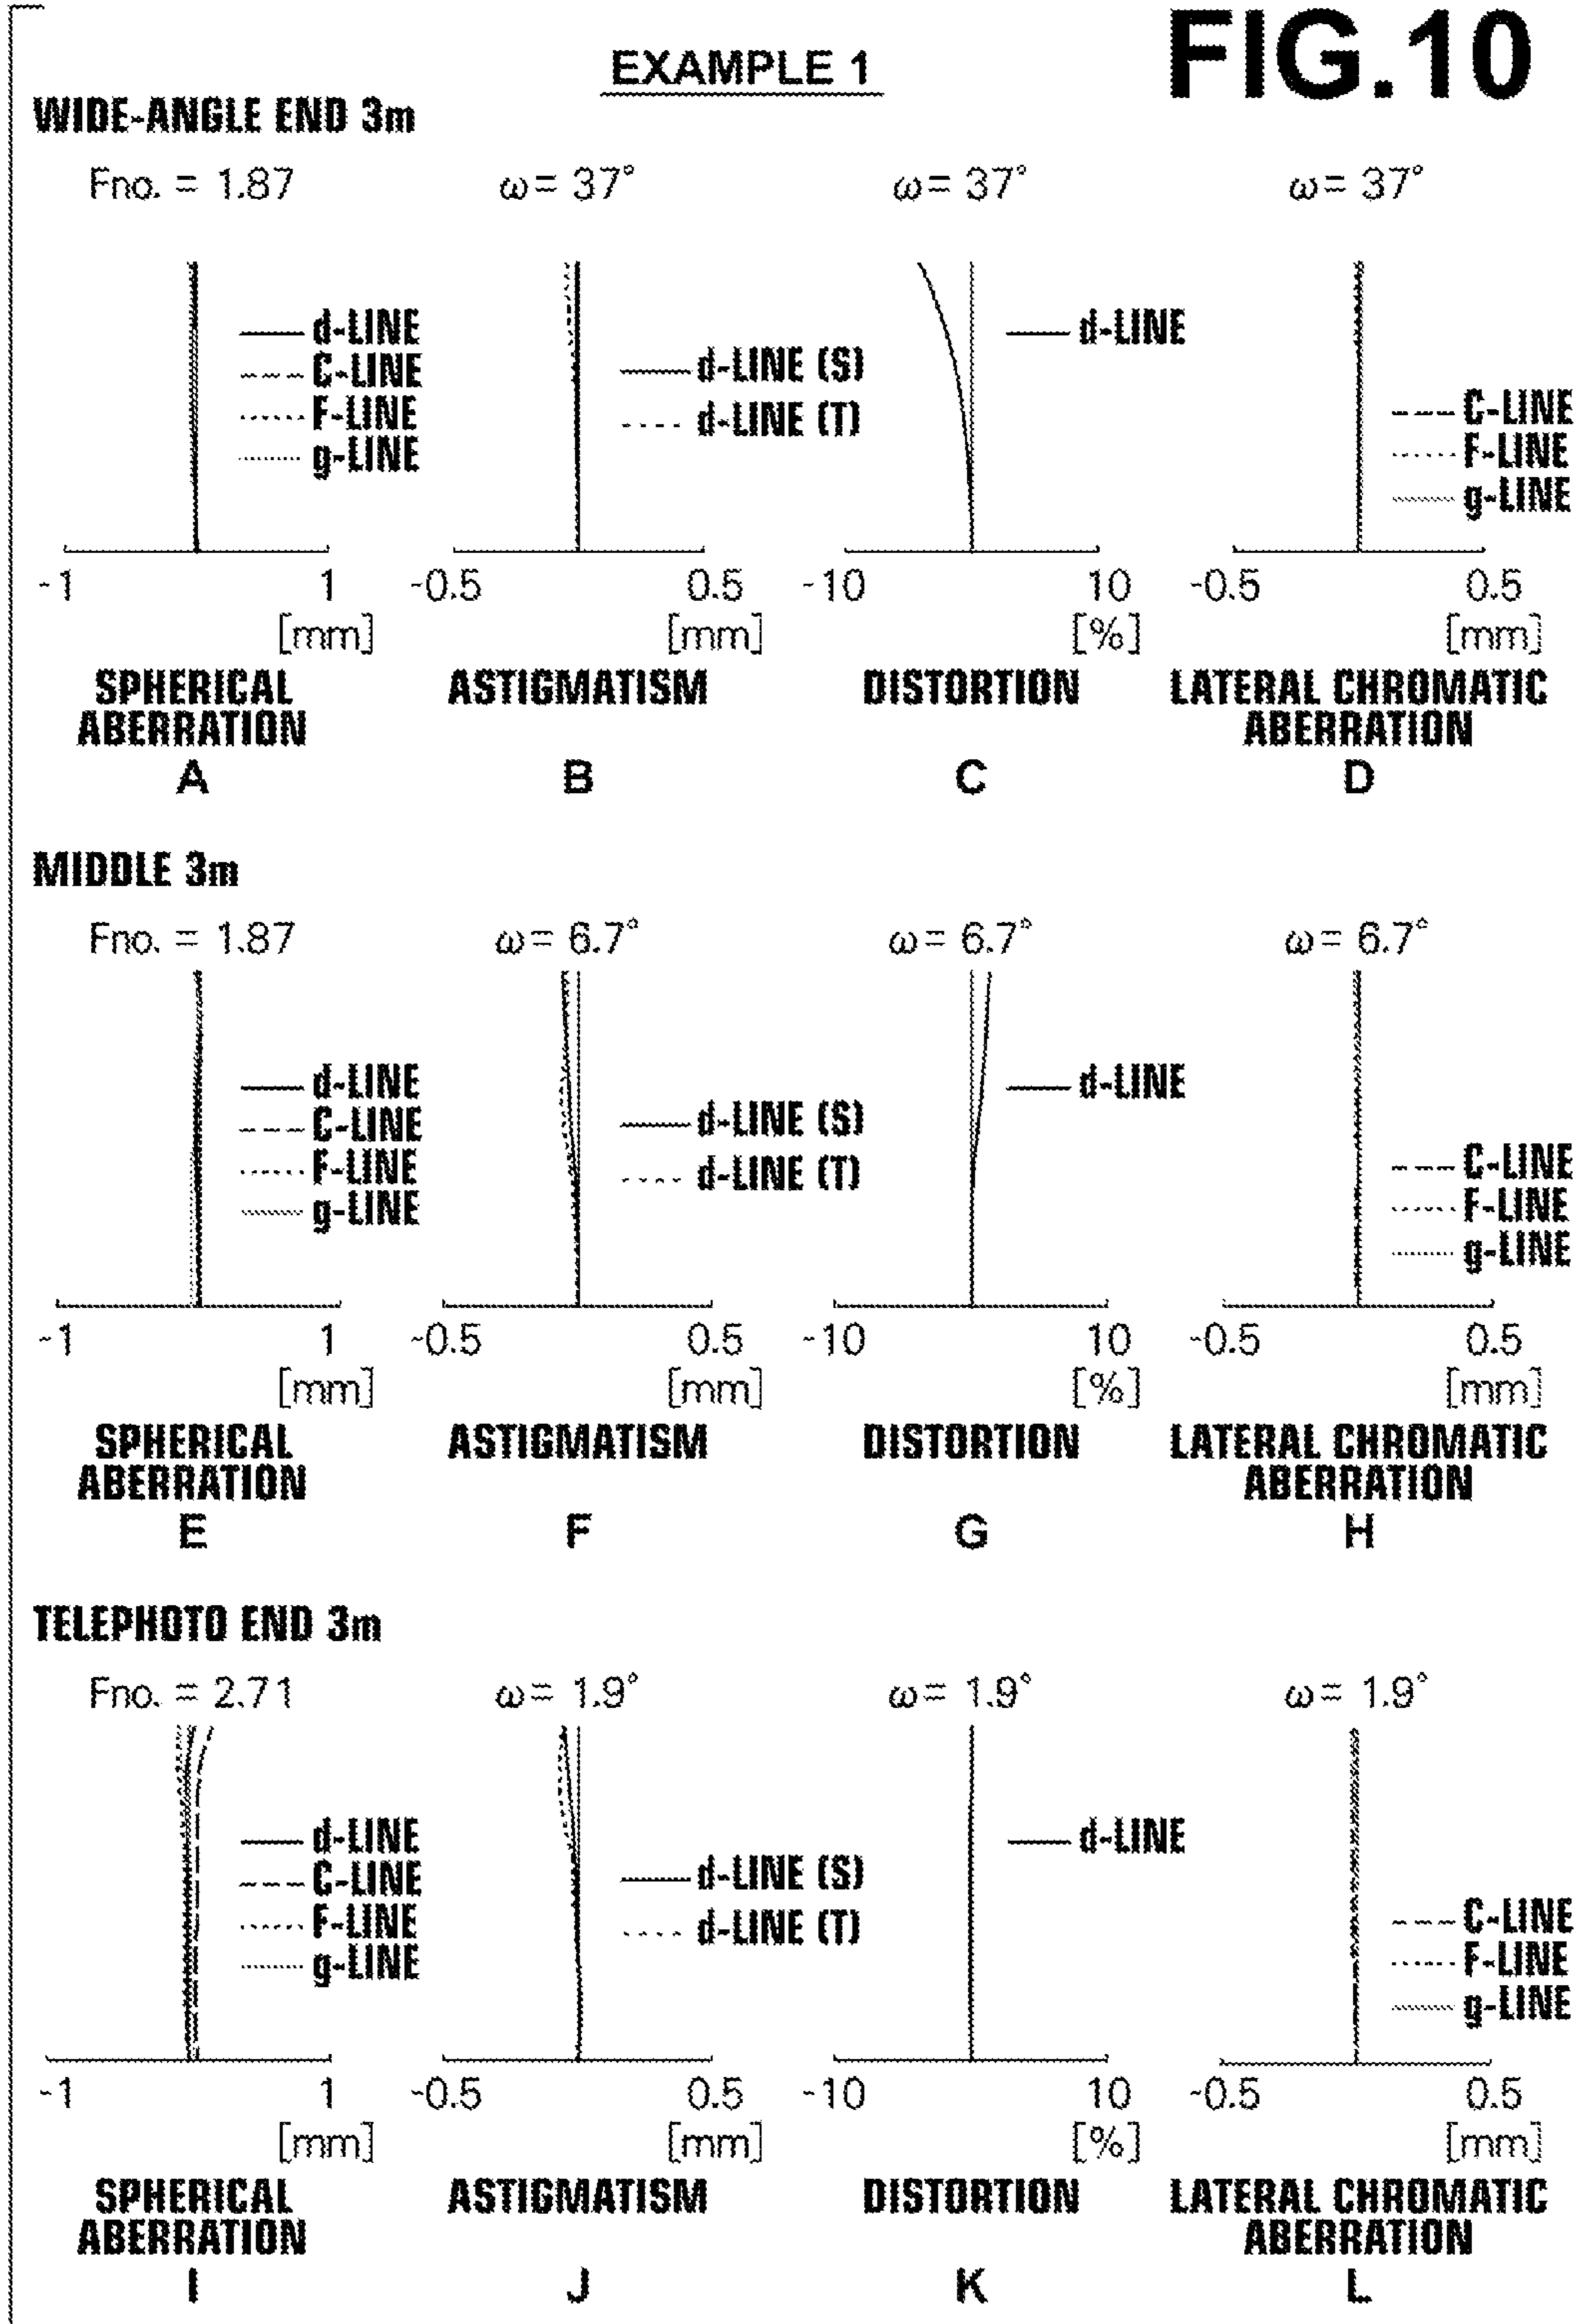 FIG.10
EXAMPLE 1
WIDE-ANGLE END 3m
Fno. = 1.87
ω= 37°
ω= 37°
ω= 37°
d-LINE
C-LINE
F-LINE
g-LINE
d-LINE (S)
d-LINE (T)
d-LINE
C-LINE
F-LINE
g-LINE
-1 1
[mm]
-0.5 0.5
[mm]
-10 10
[%]
-0.5 0.5
[mm]
SPHERICAL
ABERRATION
A
ASTIGMATISM
B
DISTORTION
C
LATERAL CHROMATIC
ABERRATION
D
MIDDLE 3m
Fno. = 1.87
ω= 6.7°
ω= 6.7°
ω= 6.7°
d-LINE
C-LINE
F-LINE
g-LINE
d-LINE (S)
d-LINE (T)
d-LINE
C-LINE
F-LINE
g-LINE
-1 1
[mm]
-0.5 0.5
[mm]
-10 10
[%]
-0.5 0.5
[mm]
SPHERICAL
ABERRATION
E
ASTIGMATISM
F
DISTORTION
G
LATERAL CHROMATIC
ABERRATION
H
TELEPHOTO END 3m
Fno. = 2.71
ω= 1.9°
ω= 1.9°
ω= 1.9°
d-LINE
C-LINE
F-LINE
g-LINE
d-LINE (S)
d-LINE (T)
d-LINE
C-LINE
F-LINE
g-LINE
-1 1
[mm]
-0.5 0.5
[mm]
-10 10
[%]
-0.5 0.5
[mm]
SPHERICAL
ABERRATION
I
ASTIGMATISM
J
DISTORTION
K
LATERAL CHROMATIC
ABERRATION
L